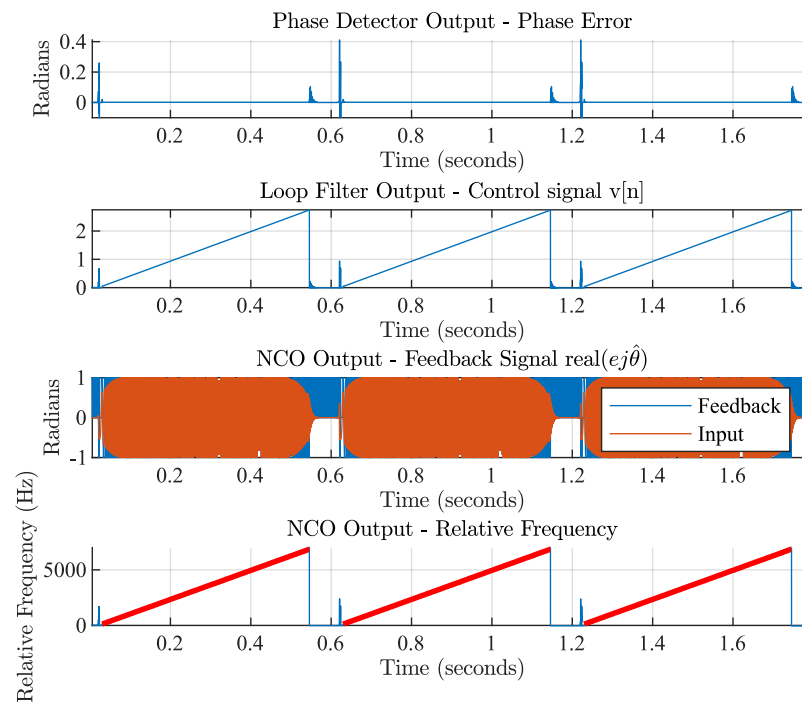 Phase Detector Output - Phase Error
Radians
0.4
0.2
0
0.2 0.4 0.6 0.8 1 1.2 1.4 1.6
Time (seconds)
Loop Filter Output - Control signal v[n]
2
1
0
0.2 0.4 0.6 0.8 1 1.2 1.4 1.6
Time (seconds)
NCO Output - Feedback Signal real(ejθ̂)
Radians
1
0
-1
Feedback
Input
0.2 0.4 0.6 0.8 1 1.2 1.4 1.6
Time (seconds)
NCO Output - Relative Frequency
Relative Frequency (Hz)
5000
0
0.2 0.4 0.6 0.8 1 1.2 1.4 1.6
Time (seconds)